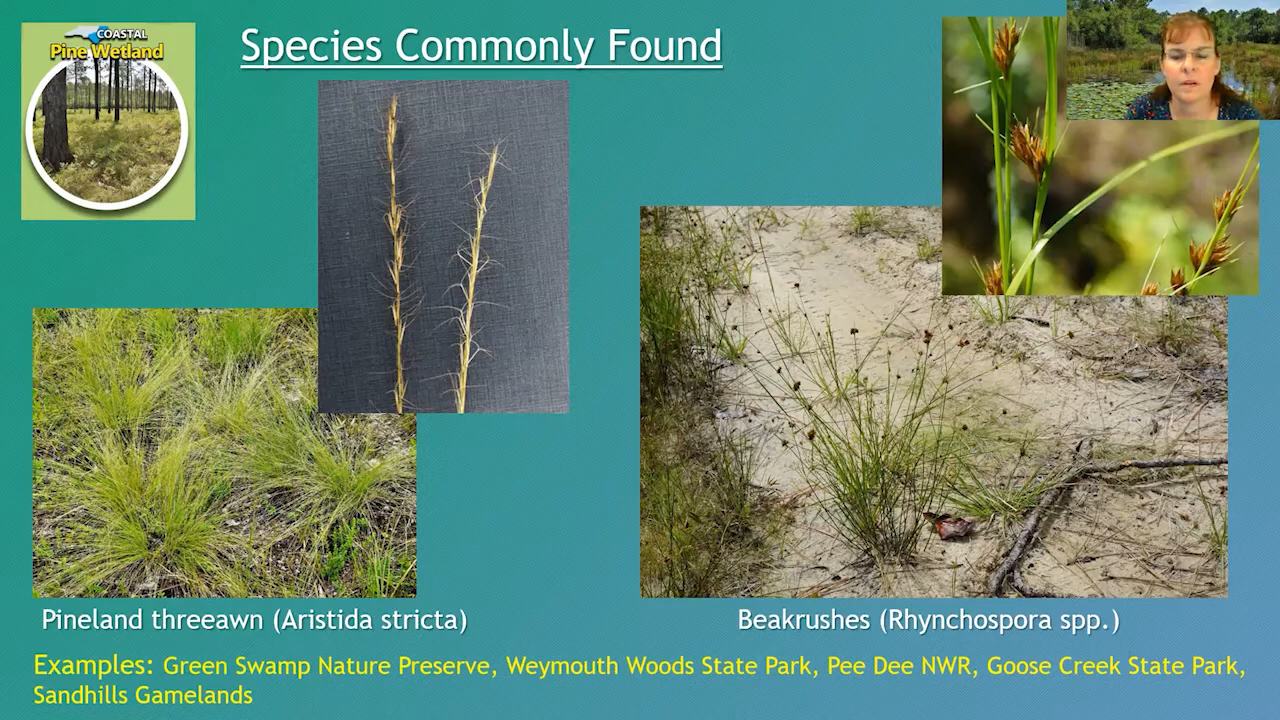 COASTAL
Pine Wetland
Species Commonly Found
Pineland threeawn (Aristida stricta)
Beakrushes (Rhynchospora spp.)
Examples: Green Swamp Nature Preserve, Weymouth Woods State Park, Pee Dee NWR, Goose Creek State Park,
Sandhills Gamelands